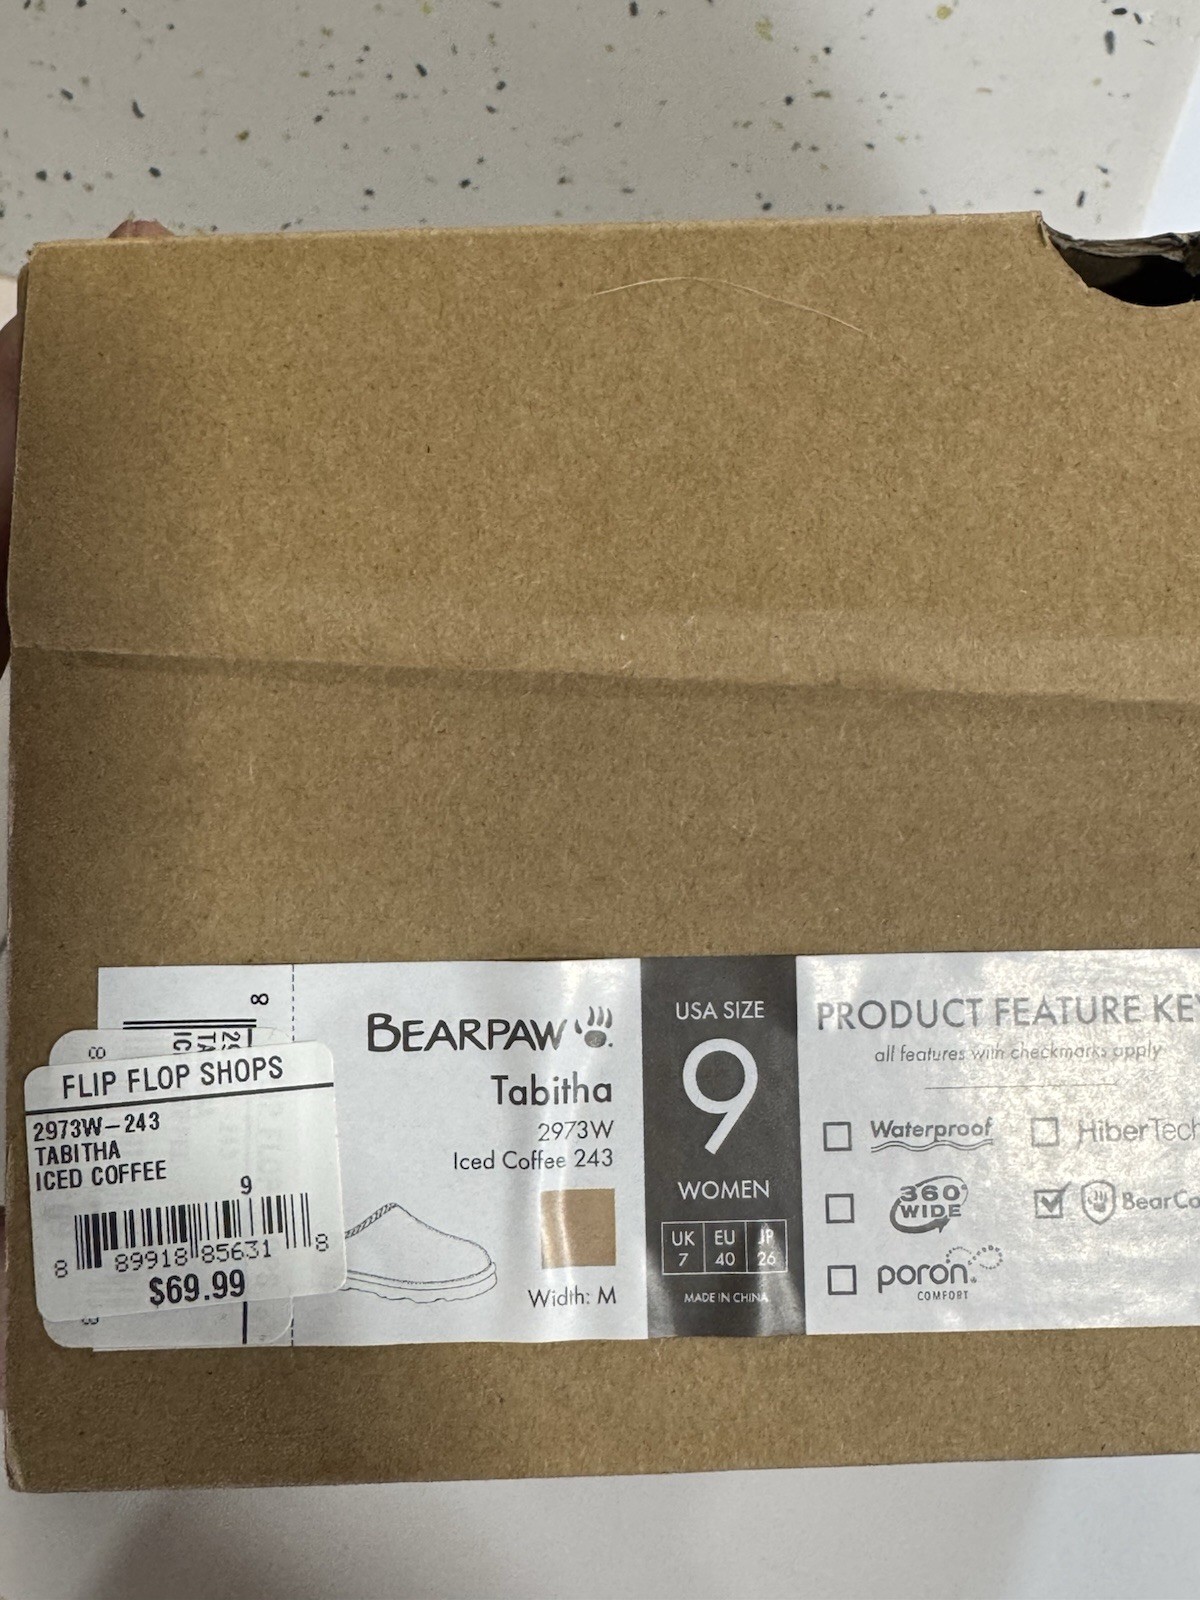 FLIP FLOP SHOPS
2973W-243
TABITHA
ICED COFFEE
9
8 89918 85631 8
$69.99
8
8
BEARPAW
Tabitha
2973W
Iced Coffee 243
Width: M
USA SIZE
9
WOMEN
UK EU JP
7 40 26
MADE IN CHINA
PRODUCT FEATURE KE
all features with checkmarks apply
Waterproof
HiberTech
360°
WIDE
BearCo
poron.
COMFORT